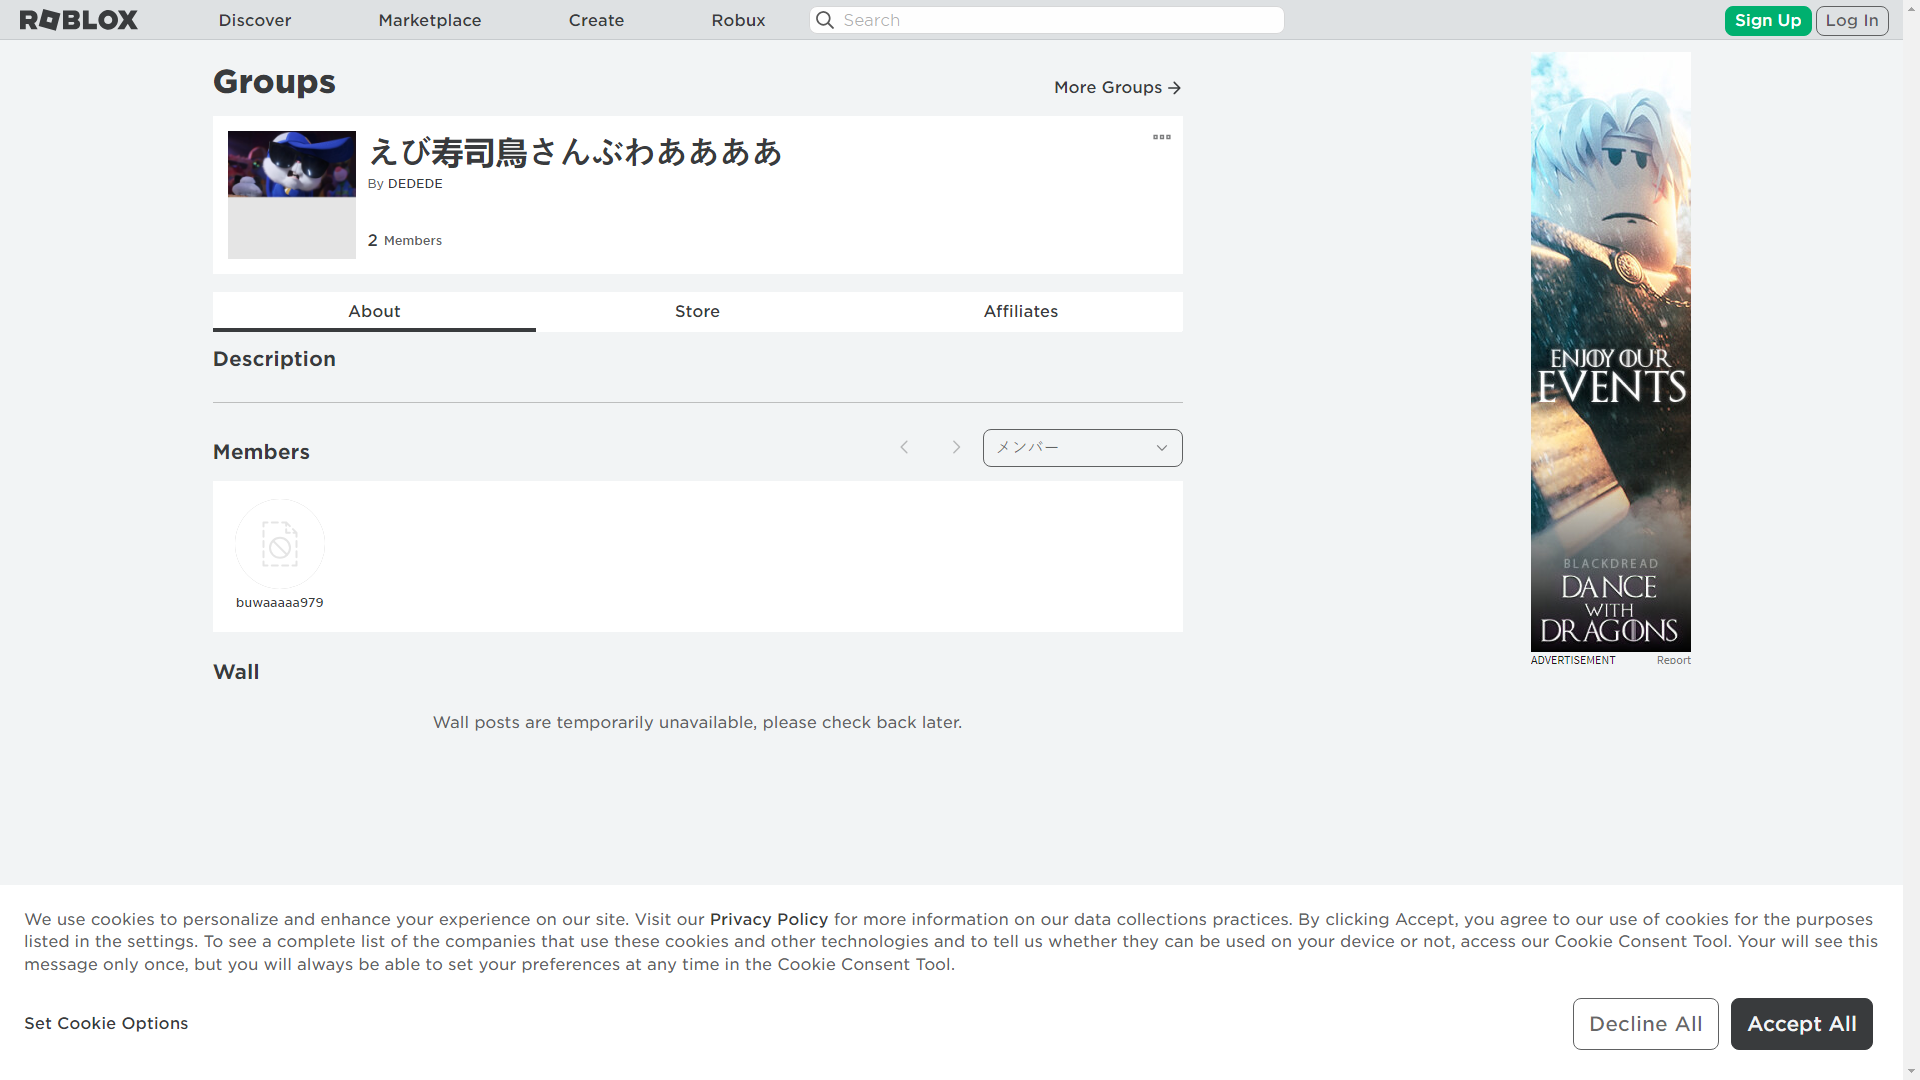 ROBLOX
Discover
Marketplace
Create
Robux
Search
Sign Up
Log In
Groups
More Groups
えび寿司鳥さんぶわああああ
By DEDEDE
2 Members
About
Store
Affiliates
Description
Members
メンバー
buwaaaaa979
Wall
Wall posts are temporarily unavailable, please check back later.
ENJOY OUR
EVENTS
BLACKDREAD
DANCE
WITH
DRAGONS
ADVERTISEMENT
Report
We use cookies to personalize and enhance your experience on our site. Visit our Privacy Policy for more information on our data collections practices. By clicking Accept, you agree to our use of cookies for the purposes
listed in the settings. To see a complete list of the companies that use these cookies and other technologies and to tell us whether they can be used on your device or not, access our Cookie Consent Tool. Your will see this
message only once, but you will always be able to set your preferences at any time in the Cookie Consent Tool.
Set Cookie Options
Decline All
Accept All